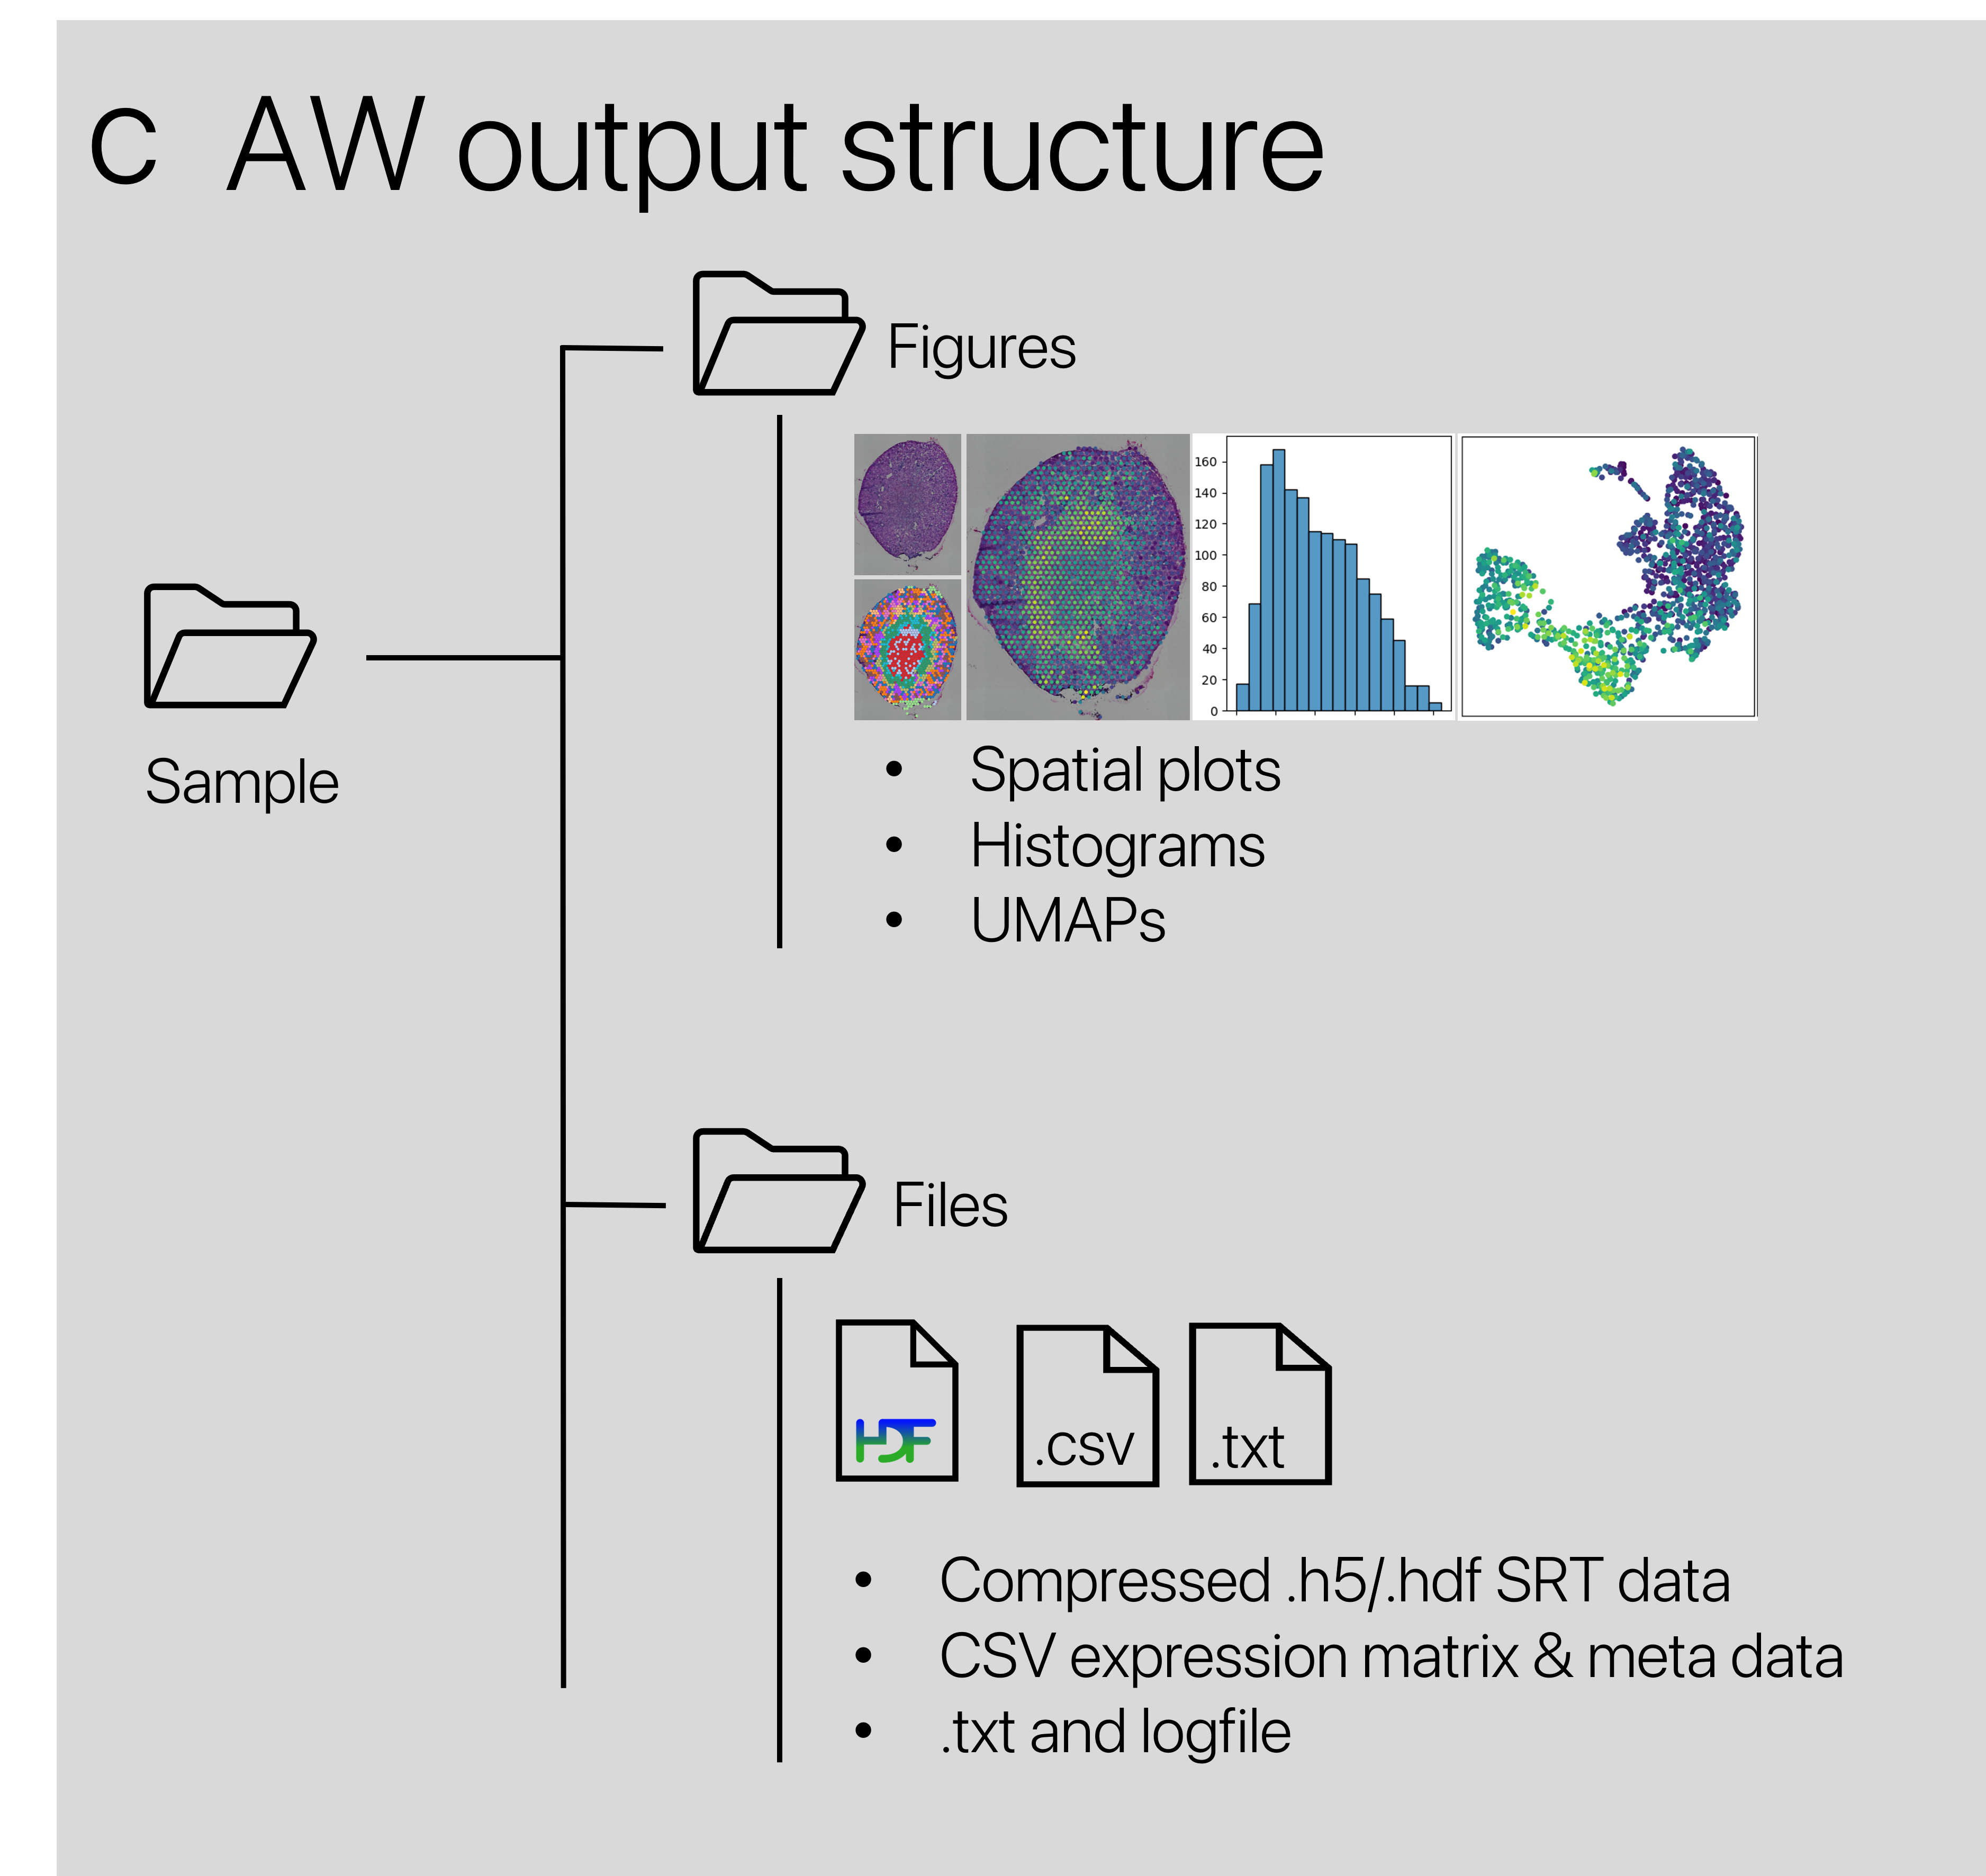 c AW output structure
Figures
160
140
120
100
80
60
40
20
0
Sample
• Spatial plots
• Histograms
• UMAPs
Files
HDF .csv .txt
• Compressed .h5/.hdf SRT data
• CSV expression matrix & meta data
• .txt and logfile